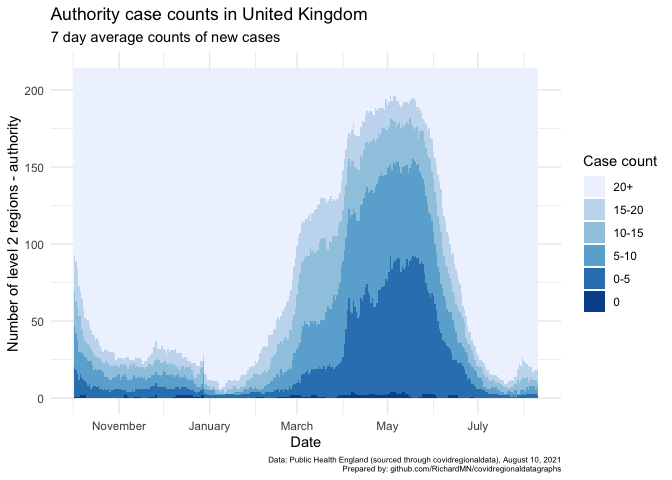 Authority case counts in United Kingdom
7 day average counts of new cases
Number of level 2 regions - authority
200
150
100
50
0
November
January
March
May
July
Date
Case count
20+
15-20
10-15
5-10
0-5
0
Data: Public Health England (sourced through covidregionaldata), August 10, 2021
Prepared by: github.com/RichardMN/covidregionaldatagraphs